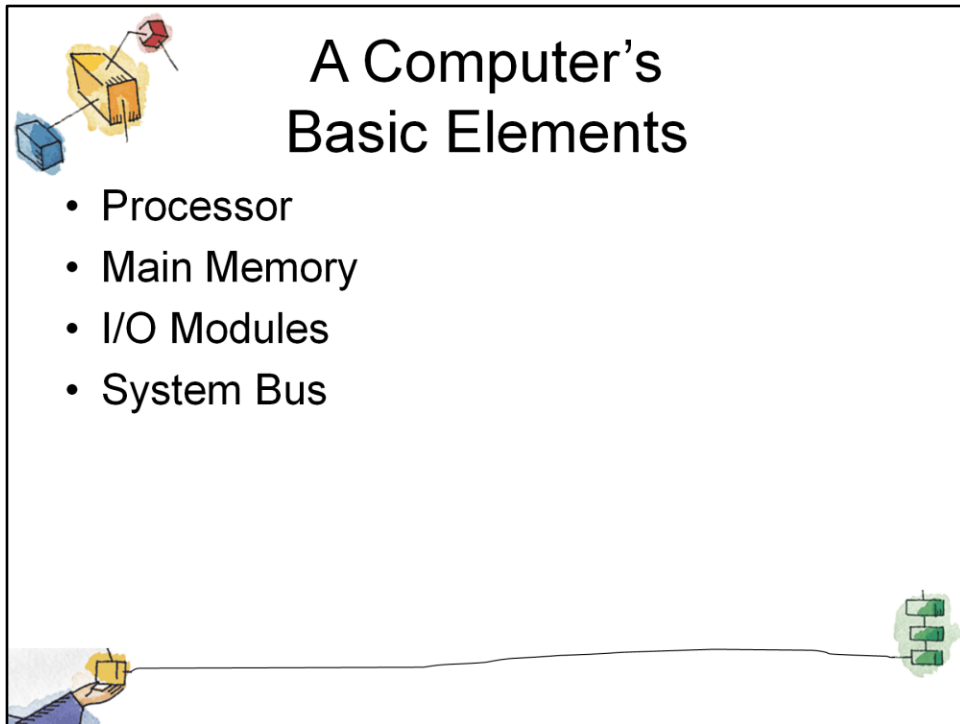 A Computer’s
Basic Elements
• Processor
• Main Memory
• I/O Modules
• System Bus